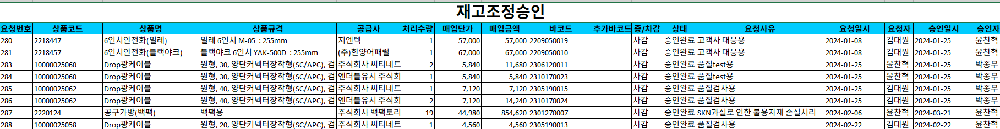 재고조정승인
요청번호 상품코드 상품명 상품규격 공급사 처리수량 매입단가 매입금액 바코드 추가바코드 증/차감 상태 요청사유 요청일시 요청자 승인일시 승인자
280 2218447 6인치안전화(밀레) 밀레 6인치 M-05 : 255mm 지엔텍 1 57,000 57,000 2209050019 차감 승인완료 고객사 대응용 2024-01-08 김대원 2024-01-25 윤찬혁
281 2218457 6인치안전화(블랙야크) 블랙야크 6인치 YAK-500D : 255mm (주)한양어패럴 1 67,000 67,000 2209050010 차감 승인완료 고객사 대응용 2024-01-08 김대원 2024-01-25 윤찬혁
283 10000025060 Drop광케이블 원형, 30, 양단커넥터장착형(SC/APC), 검 주식회사 씨티네트 2 5,840 11,680 2306120011 차감 승인완료 품질test용 2024-01-25 윤찬혁 2024-01-25 박종무
284 10000025060 Drop광케이블 원형, 30, 양단커넥터장착형(SC/APC), 검 엔더블유시 주식회 1 5,840 5,840 2310170023 차감 승인완료 품질test용 2024-01-25 윤찬혁 2024-01-25 박종무
285 10000025062 Drop광케이블 원형, 40, 양단커넥터장착형(SC/APC), 검 주식회사 씨티네트 1 7,120 7,120 2305190015 차감 승인완료 품질검사용 2024-01-25 김대원 2024-01-25 박종무
286 10000025062 Drop광케이블 원형, 40, 양단커넥터장착형(SC/APC), 검 엔더블유시 주식회 2 7,120 14,240 2310170024 차감 승인완료 품질검사용 2024-01-25 김대원 2024-01-25 박종무
287 2220124 공구가방(백팩) 백팩용 주식회사 백팩토리 19 44,980 854,620 2301270007 차감 승인완료 SKN과실로 인한 불용자재 손실처리 2024-02-06 윤찬혁 2024-03-21 윤찬혁
288 10000025058 Drop광케이블 원형, 20, 양단커넥터장착형(SC/APC), 검 주식회사 씨티네트 1 4,560 4,560 2305190013 차감 승인완료 품질검사용 2024-02-22 김대원 2024-02-22 윤찬혁